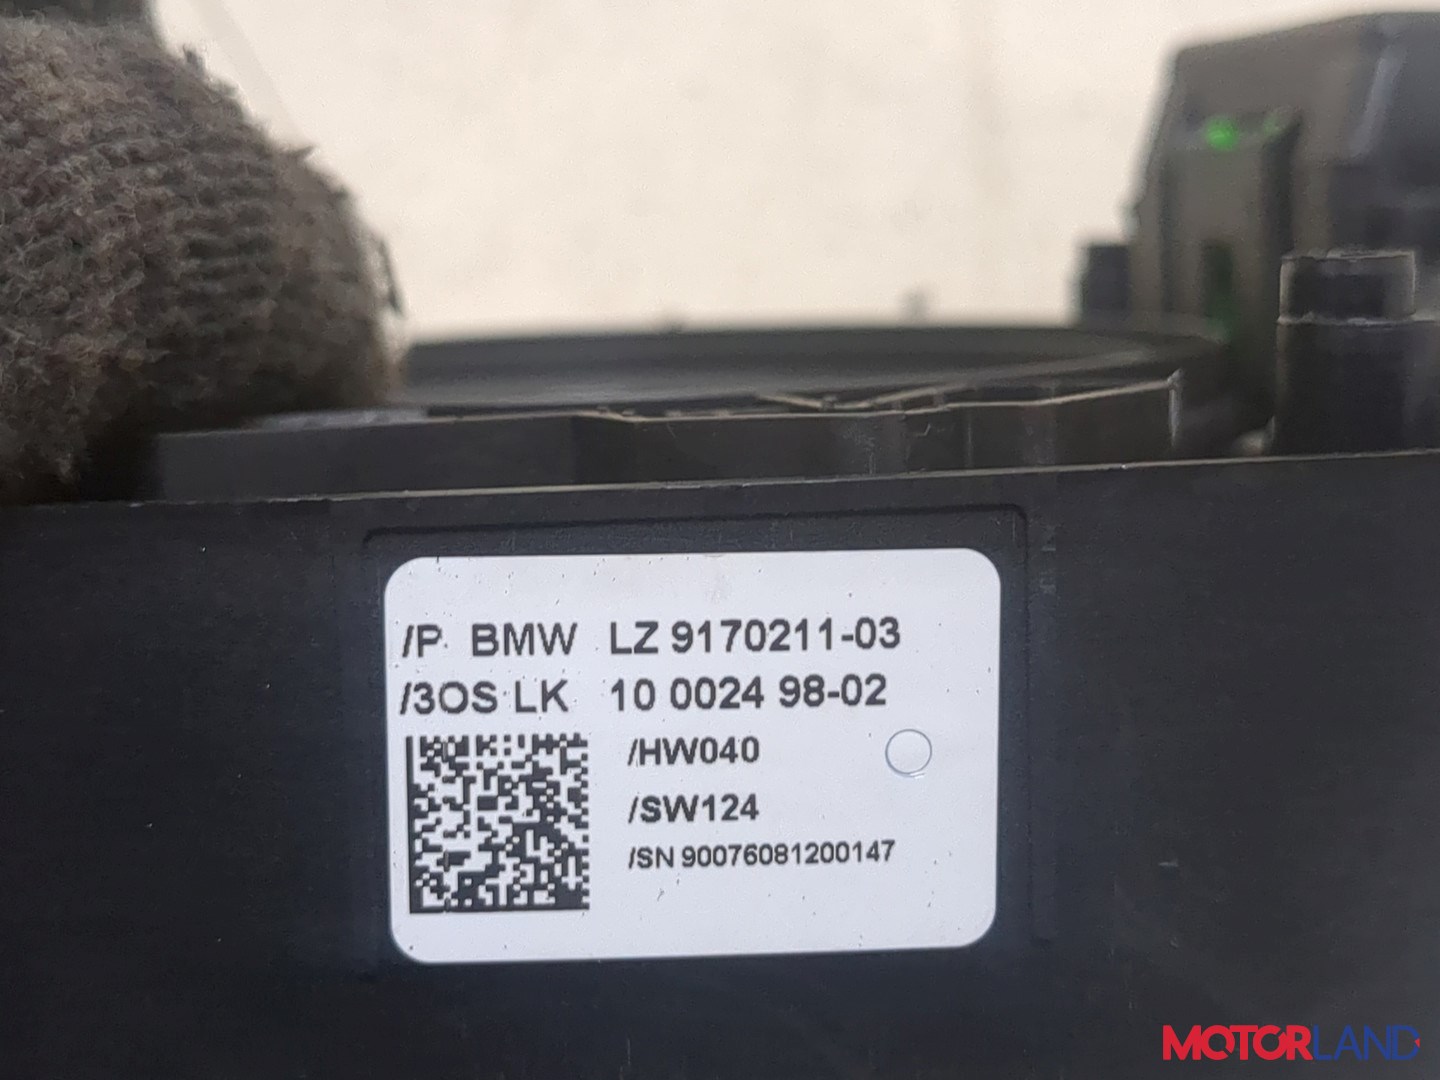 /P BMW LZ 9170211-03
/3OS LK 10 0024 98-02
/HW040
/SW124
/SN 90076081200147
MOTORLAND